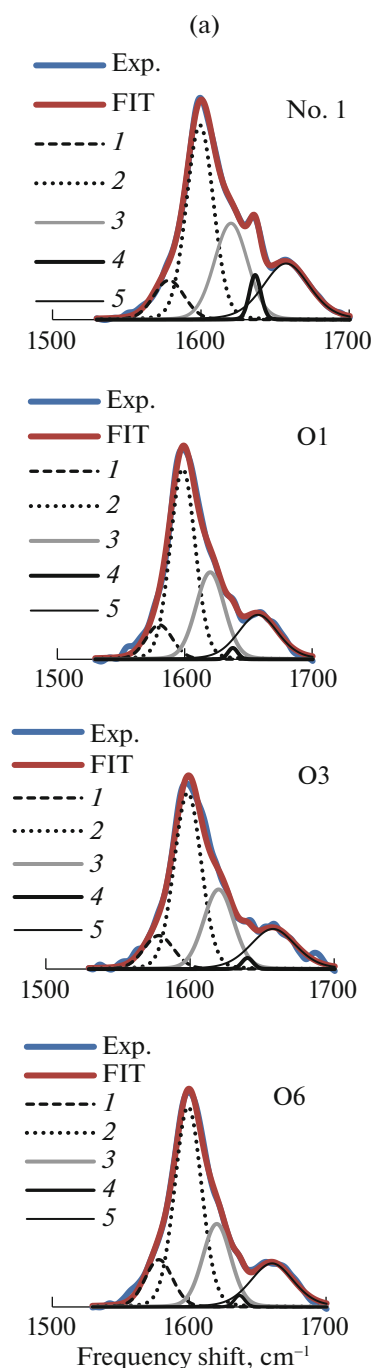 (a)
Exp.
FIT
No. 1
1
2
3
4
5
1500 1600 1700
Exp.
FIT
O1
1
2
3
4
5
1500 1600 1700
Exp.
FIT
O3
1
2
3
4
5
1500 1600 1700
Exp.
FIT
O6
1
2
3
4
5
1500 1600 1700
Frequency shift, cm⁻¹